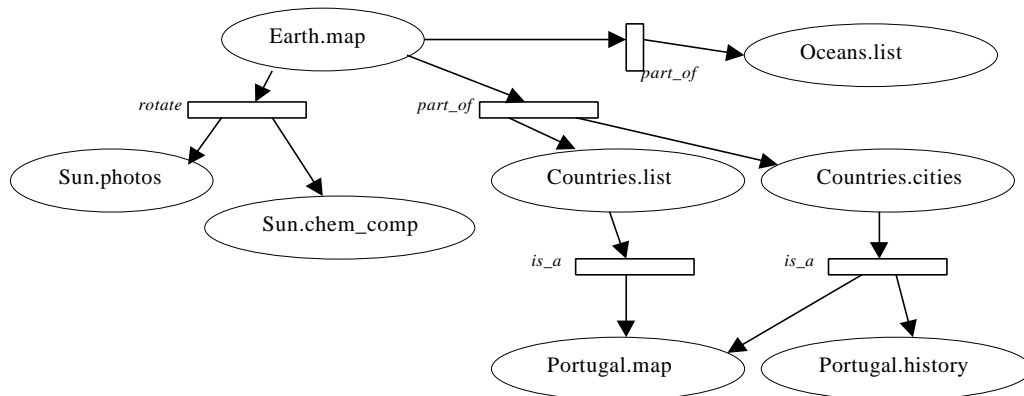 Earth.map
Oceans.list
part_of
rotate
part_of
Sun.photos
Countries.list
Countries.cities
Sun.chem_comp
is_a
is_a
Portugal.map
Portugal.history